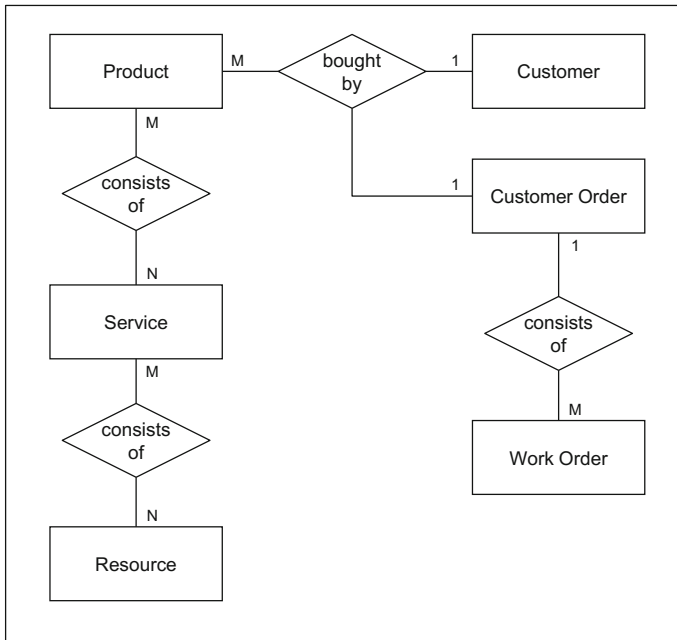 Product
M
bought
by
1
Customer
M
consists
of
N
1
Customer Order
1
Service
M
consists
of
N
consists
of
M
Work Order
Resource